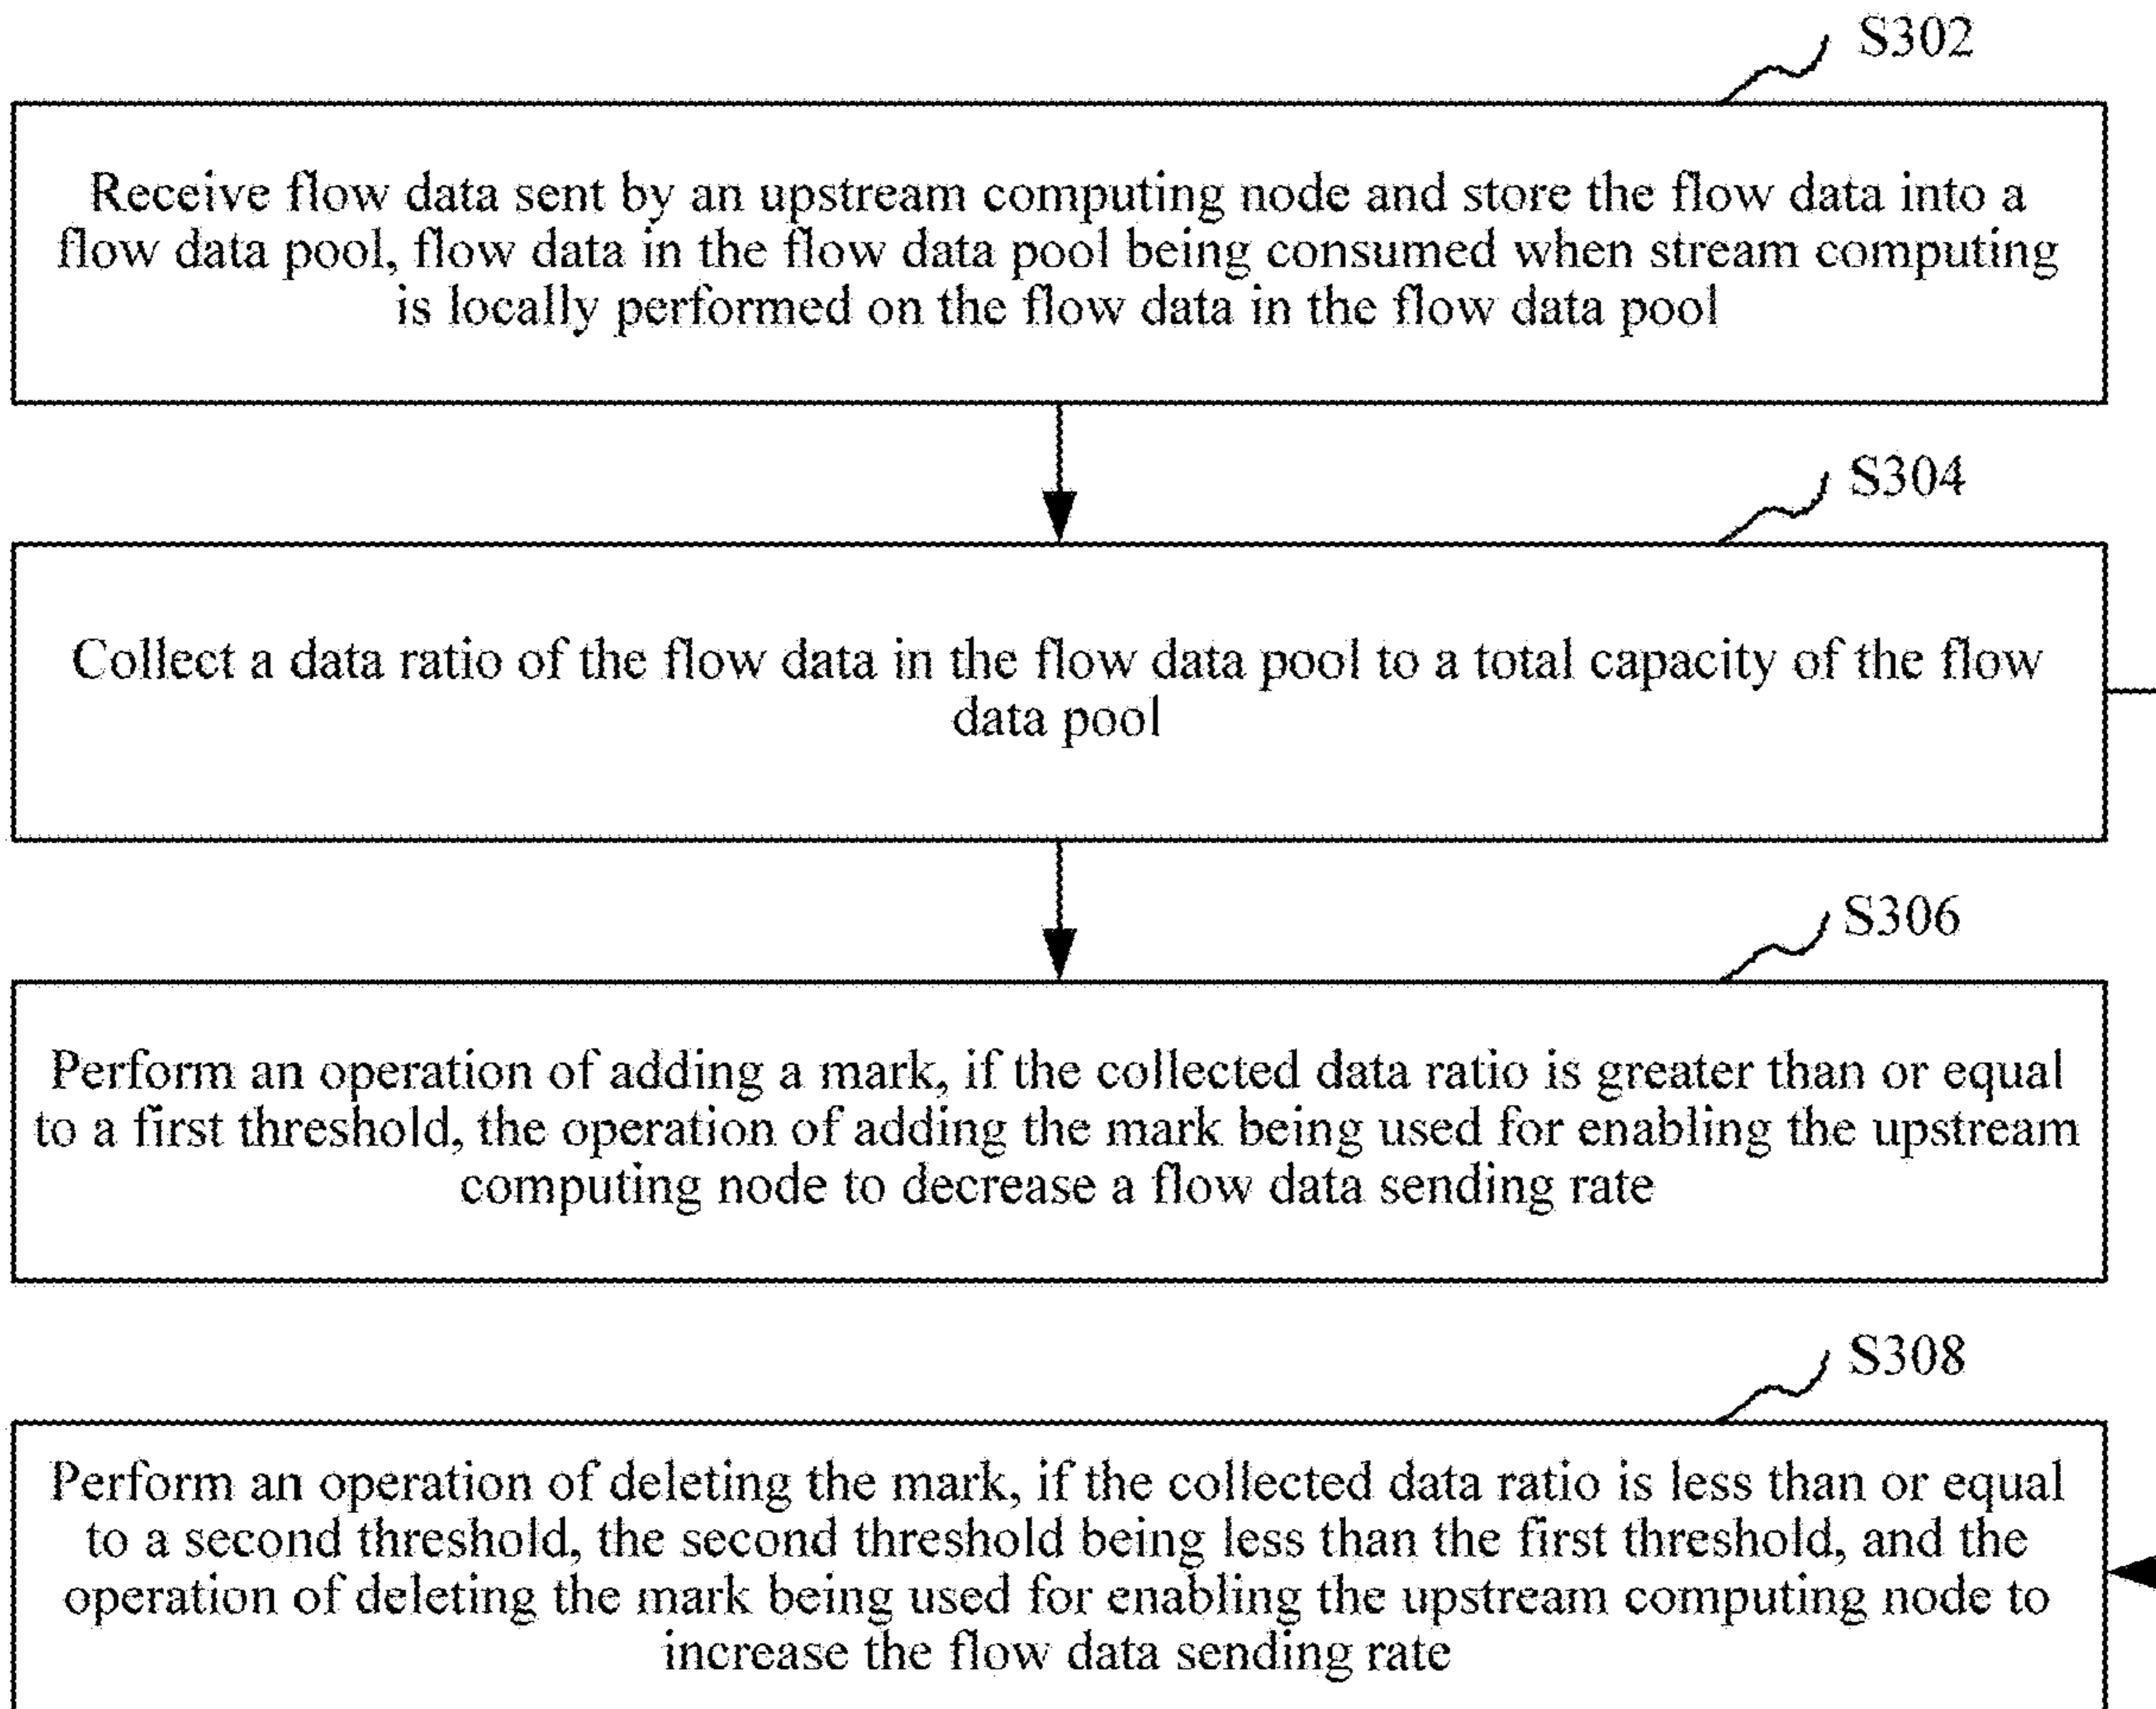 S302
Receive flow data sent by an upstream computing node and store the flow data into a
flow data pool, flow data in the flow data pool being consumed when stream computing
is locally performed on the flow data in the flow data pool
S304
Collect a data ratio of the flow data in the flow data pool to a total capacity of the flow
data pool
S306
Perform an operation of adding a mark, if the collected data ratio is greater than or equal
to a first threshold, the operation of adding the mark being used for enabling the upstream
computing node to decrease a flow data sending rate
S308
Perform an operation of deleting the mark, if the collected data ratio is less than or equal
to a second threshold, the second threshold being less than the first threshold, and the
operation of deleting the mark being used for enabling the upstream computing node to
increase the flow data sending rate